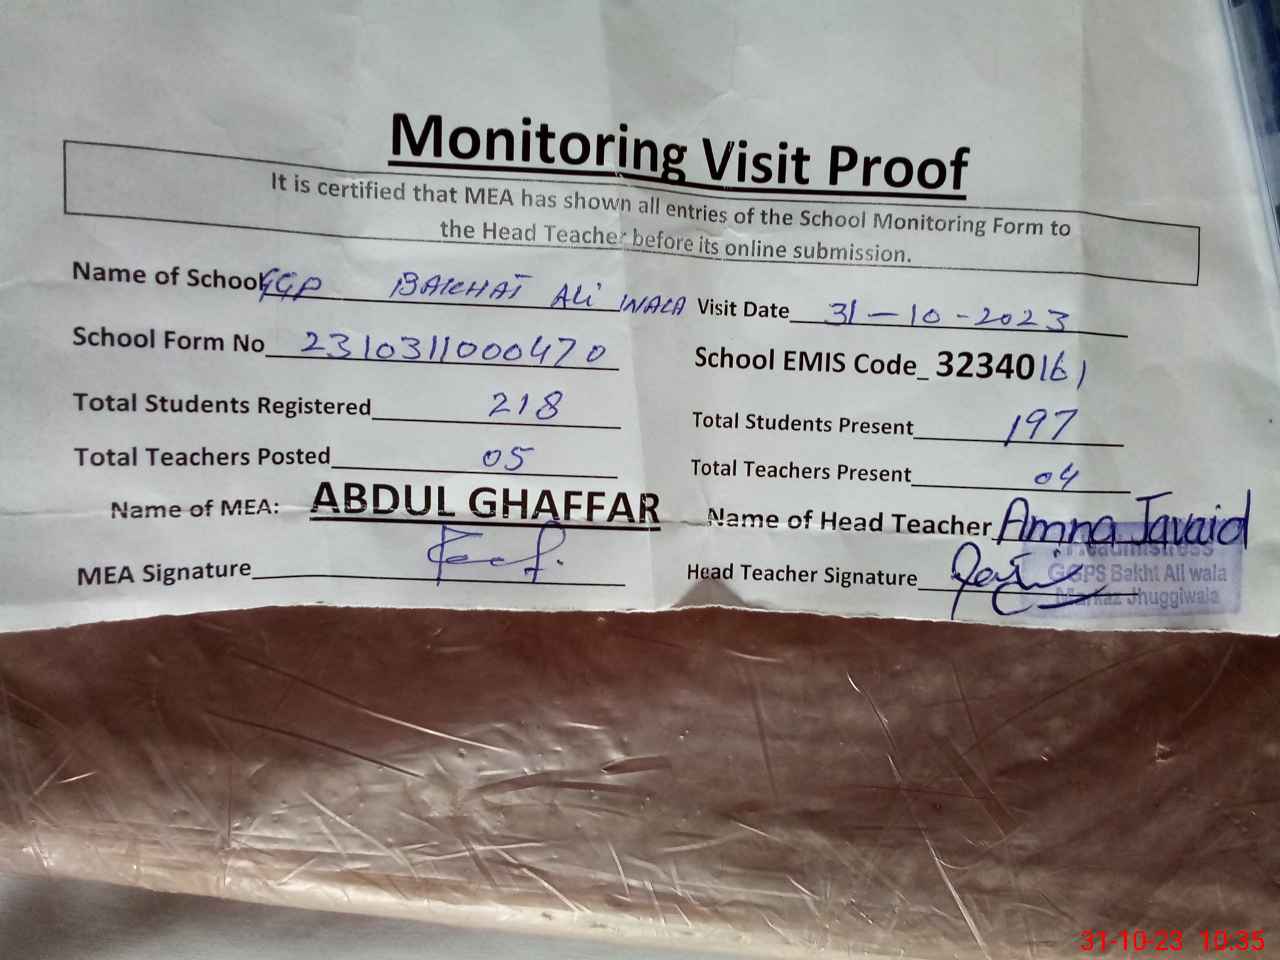 Monitoring Visit Proof
It is certified that MEA has shown all entries of the School Monitoring Form to
the Head Teacher before its online submission.
Name of School GGP BAKHAT Ali WALA Visit Date 31-10-2023
School Form No 2310311000470 School EMIS Code_ 32340161
Total Students Registered 218 Total Students Present 197
Total Teachers Posted 05 Total Teachers Present 04
Name of MEA: ABDUL GHAFFAR Name of Head Teacher Amna Javaid
MEA Signature Head Teacher Signature
Headmistress
GGPS Bakht Ali wala
Markaz Jhuggiwala
31-10-23 10:35